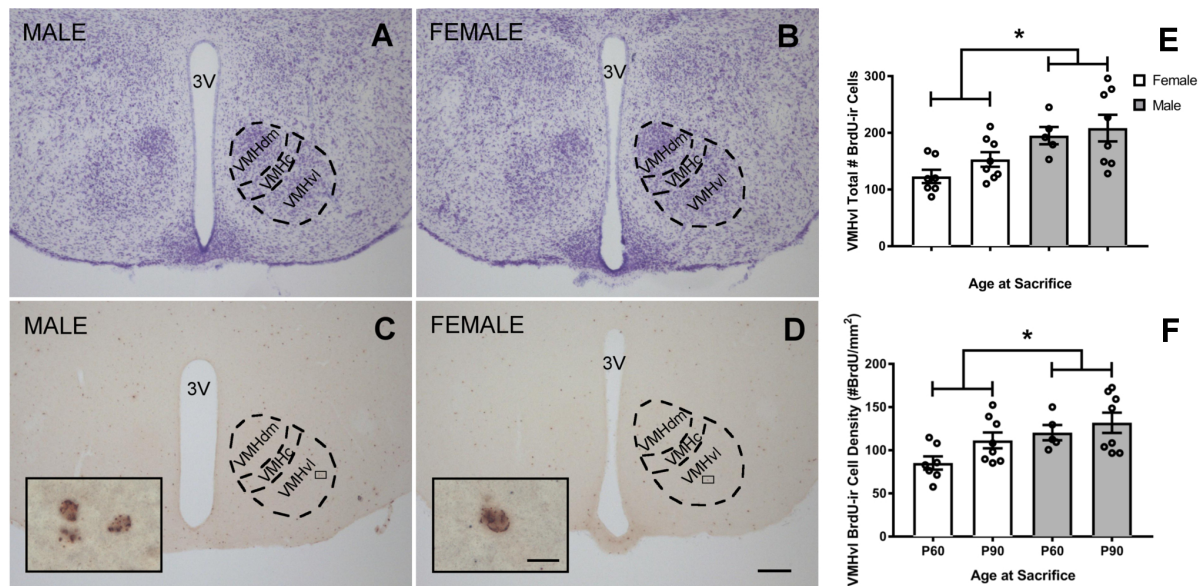 MALE
A
3V
VMHdm
VMHc
VMHvl
FEMALE
B
3V
VMHdm
VMHc
VMHvl
MALE
C
3V
VMHdm
VMHc
VMHvl
FEMALE
D
3V
VMHdm
VMHc
VMHvl
E
*
Female
Male
VMHvl Total # BrdU-ir Cells
300
200
100
0
Age at Sacrifice
F
*
VMHvl BrdU-ir Cell Density (#BrdU/mm²)
200
150
100
50
0
P60 P90 P60 P90
Age at Sacrifice